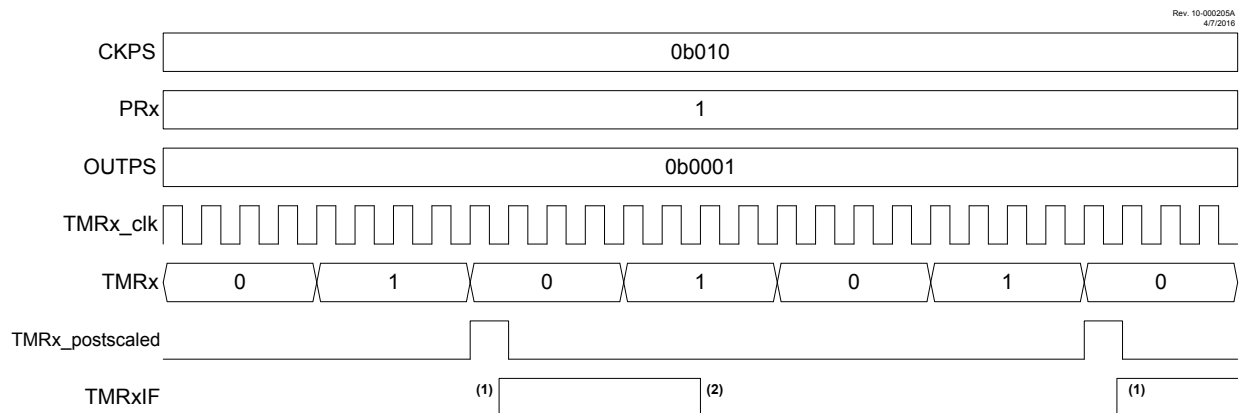 Rev. 10-000205A
4/7/2016
CKPS 0b010
PRx 1
OUTPS 0b0001
TMRx_clk
TMRx 0 1 0 1 0 1 0
TMRx_postscaled
TMRxIF (1) (2) (1)